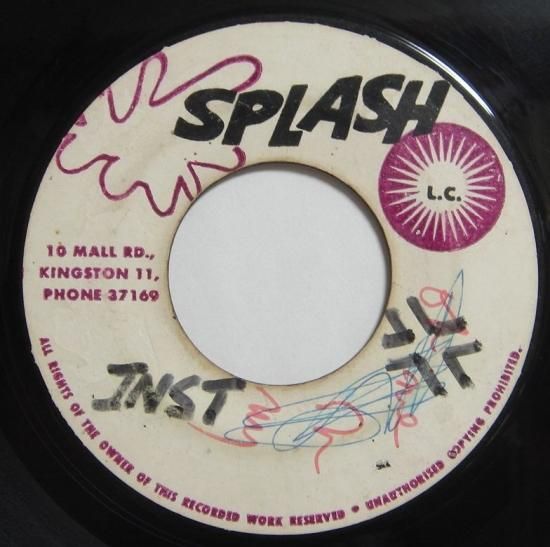 SPLASH
L.C.
10 MALL RD.,
KINGSTON 11,
PHONE 37169
INST
ALL RIGHTS OF THE OWNER OF THIS RECORDED WORK RESERVED • UNAUTHORISED COPYING PROHIBITED.